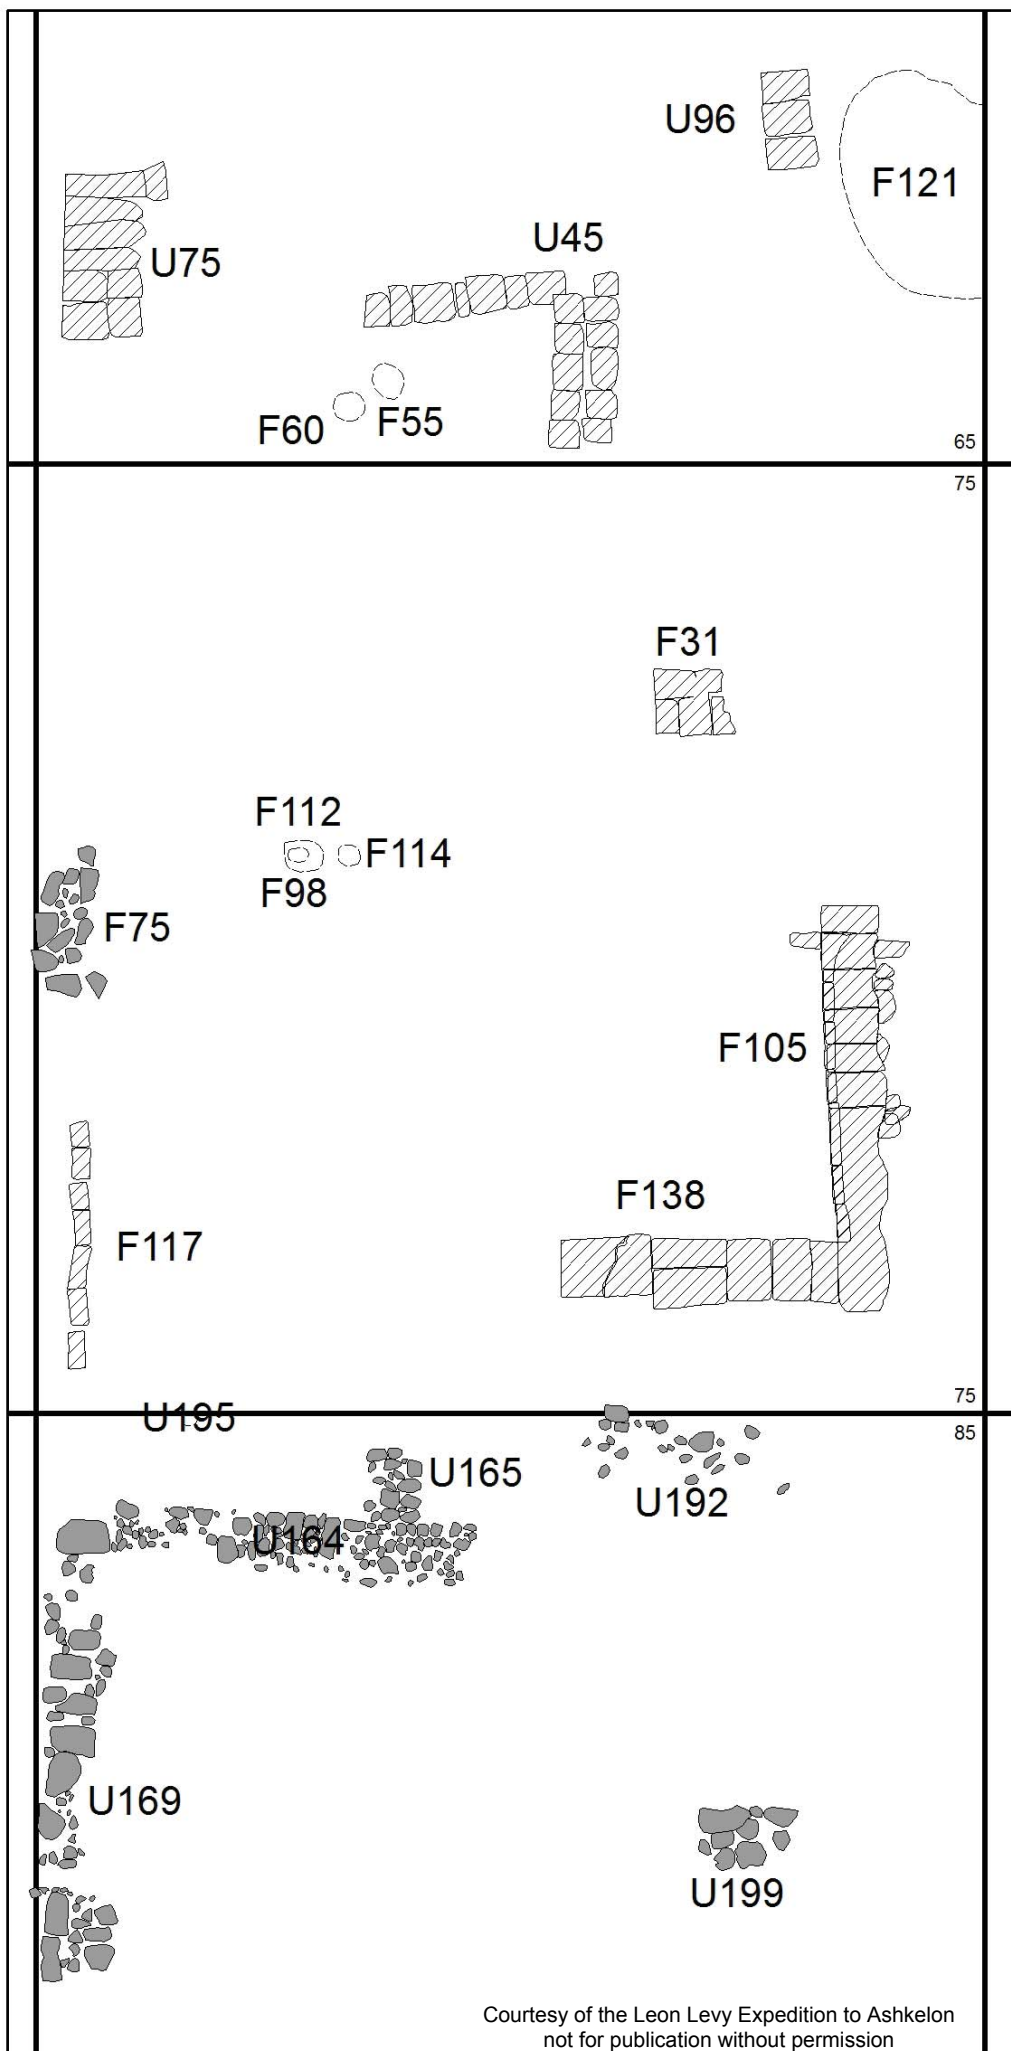 U96
F121
U75
U45
F60
F55
65
75
F31
F112
F114
F98
F75
F105
F138
F117
75
U195
85
U165
U192
U164
U169
U199
Courtesy of the Leon Levy Expedition to Ashkelon
not for publication without permission